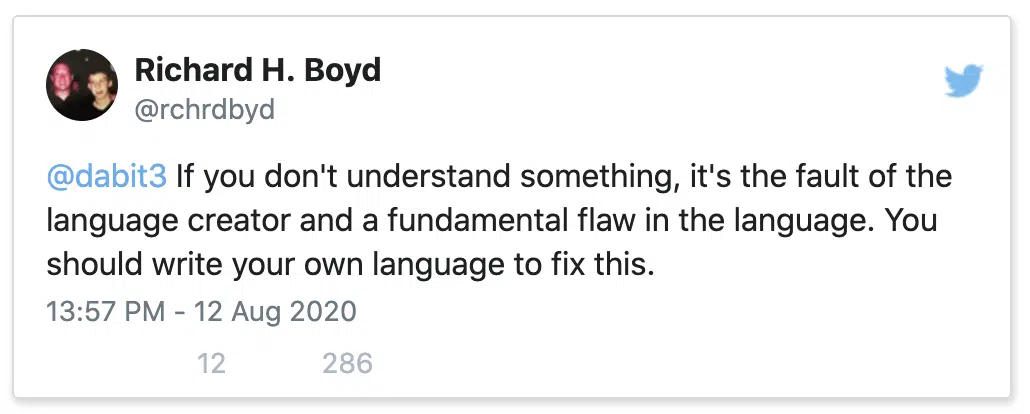 Richard H. Boyd
@rchrdbyd
@dabit3 If you don't understand something, it's the fault of the
language creator and a fundamental flaw in the language. You
should write your own language to fix this.
13:57 PM - 12 Aug 2020
12 286